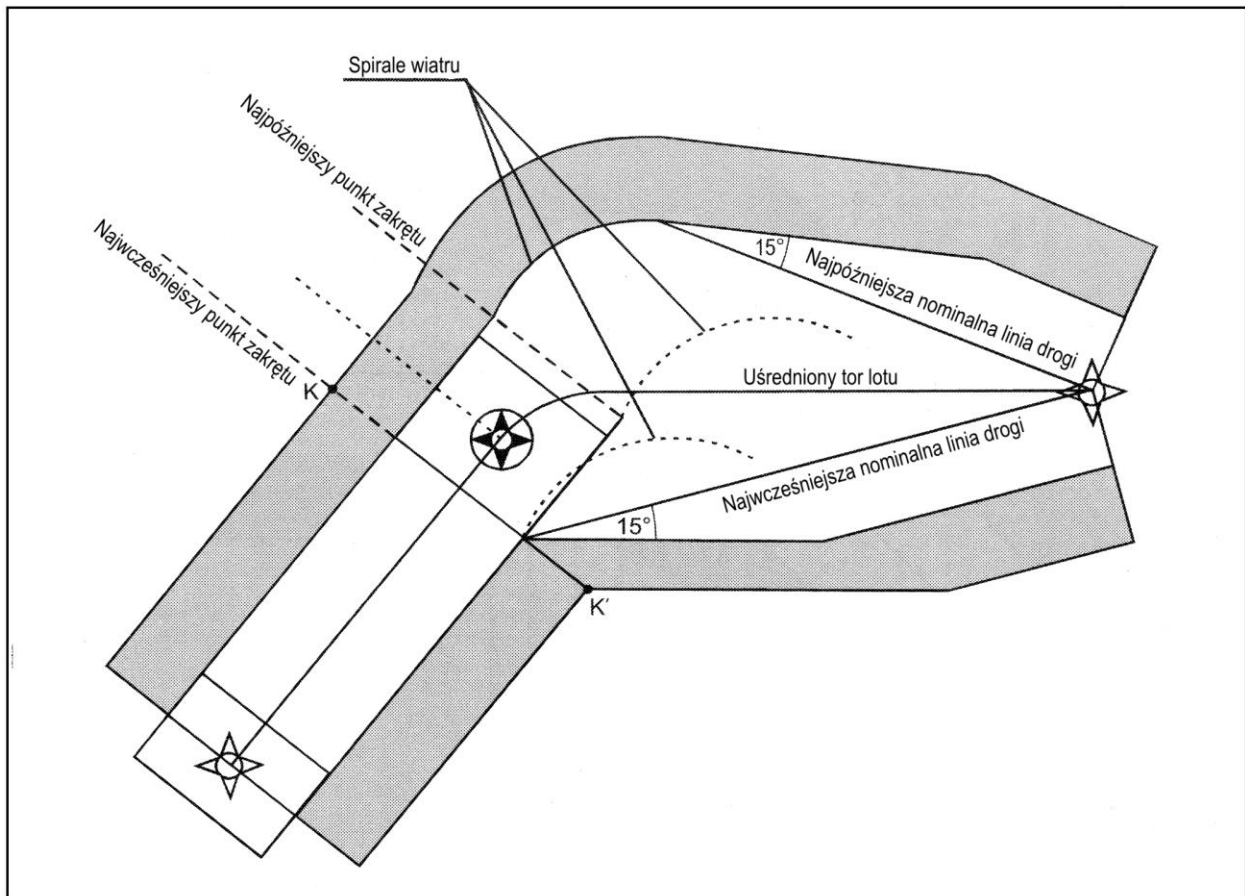 Spirale wiatru
Najpóźniejszy punkt zakrętu
Najwcześniejszy punkt zakrętu
K
15°
Najpóźniejsza nominalna linia drogi
Uśredniony tor lotu
Najwcześniejsza nominalna linia drogi
15°
K′